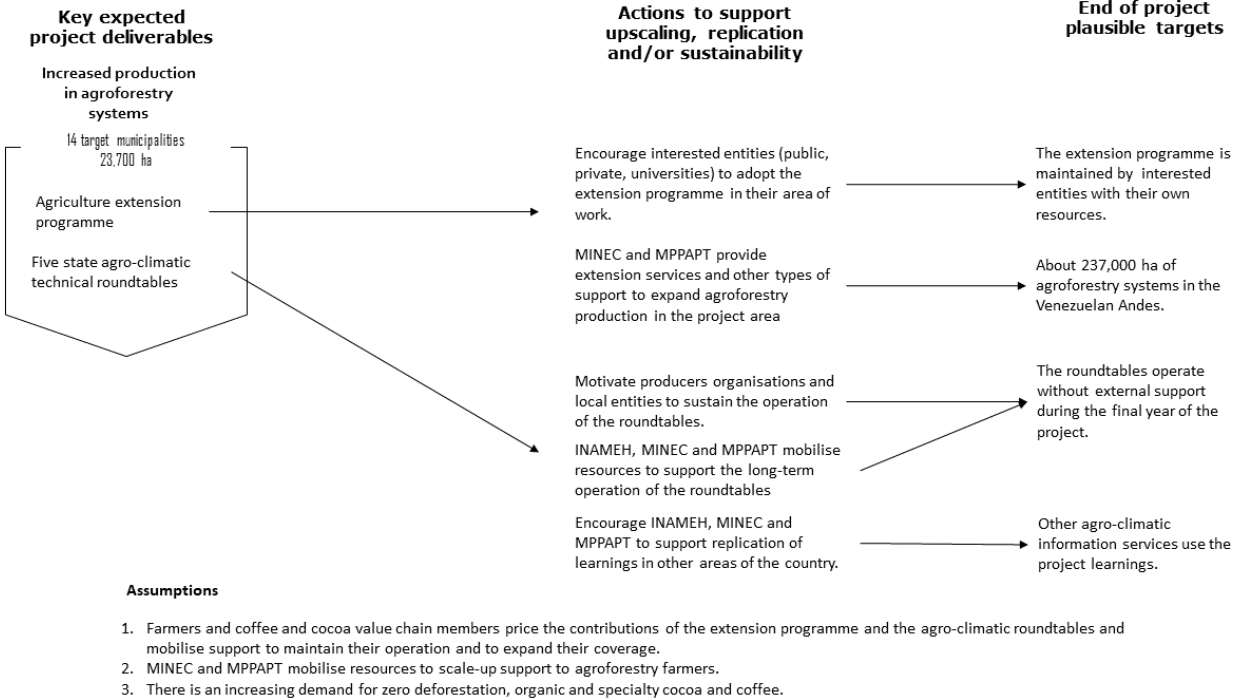 Key expected
project deliverables
Increased production
in agroforestry
systems
14 target municipalities
23,700 ha
Agriculture extension
programme
Five state agro-climatic
technical roundtables
Actions to support
upscaling, replication
and/or sustainability
Encourage interested entities (public,
private, universities) to adopt the
extension programme in their area of
work.
MINEC and MPPAPT provide
extension services and other types of
support to expand agroforestry
production in the project area
Motivate producers organisations and
local entities to sustain the operation
of the roundtables.
INAMEH, MINEC and MPPAPT mobilise
resources to support the long-term
operation of the roundtables
Encourage INAMEH, MINEC and
MPPAPT to support replication of
learnings in other areas of the country.
End of project
plausible targets
The extension programme is
maintained by interested
entities with their own
resources.
About 237,000 ha of
agroforestry systems in the
Venezuelan Andes.
The roundtables operate
without external support
during the final year of the
project.
Other agro-climatic
information services use the
project learnings.
Assumptions
1. Farmers and coffee and cocoa value chain members price the contributions of the extension programme and the agro-climatic roundtables and
mobilise support to maintain their operation and to expand their coverage.
2. MINEC and MPPAPT mobilise resources to scale-up support to agroforestry farmers.
3. There is an increasing demand for zero deforestation, organic and specialty cocoa and coffee.